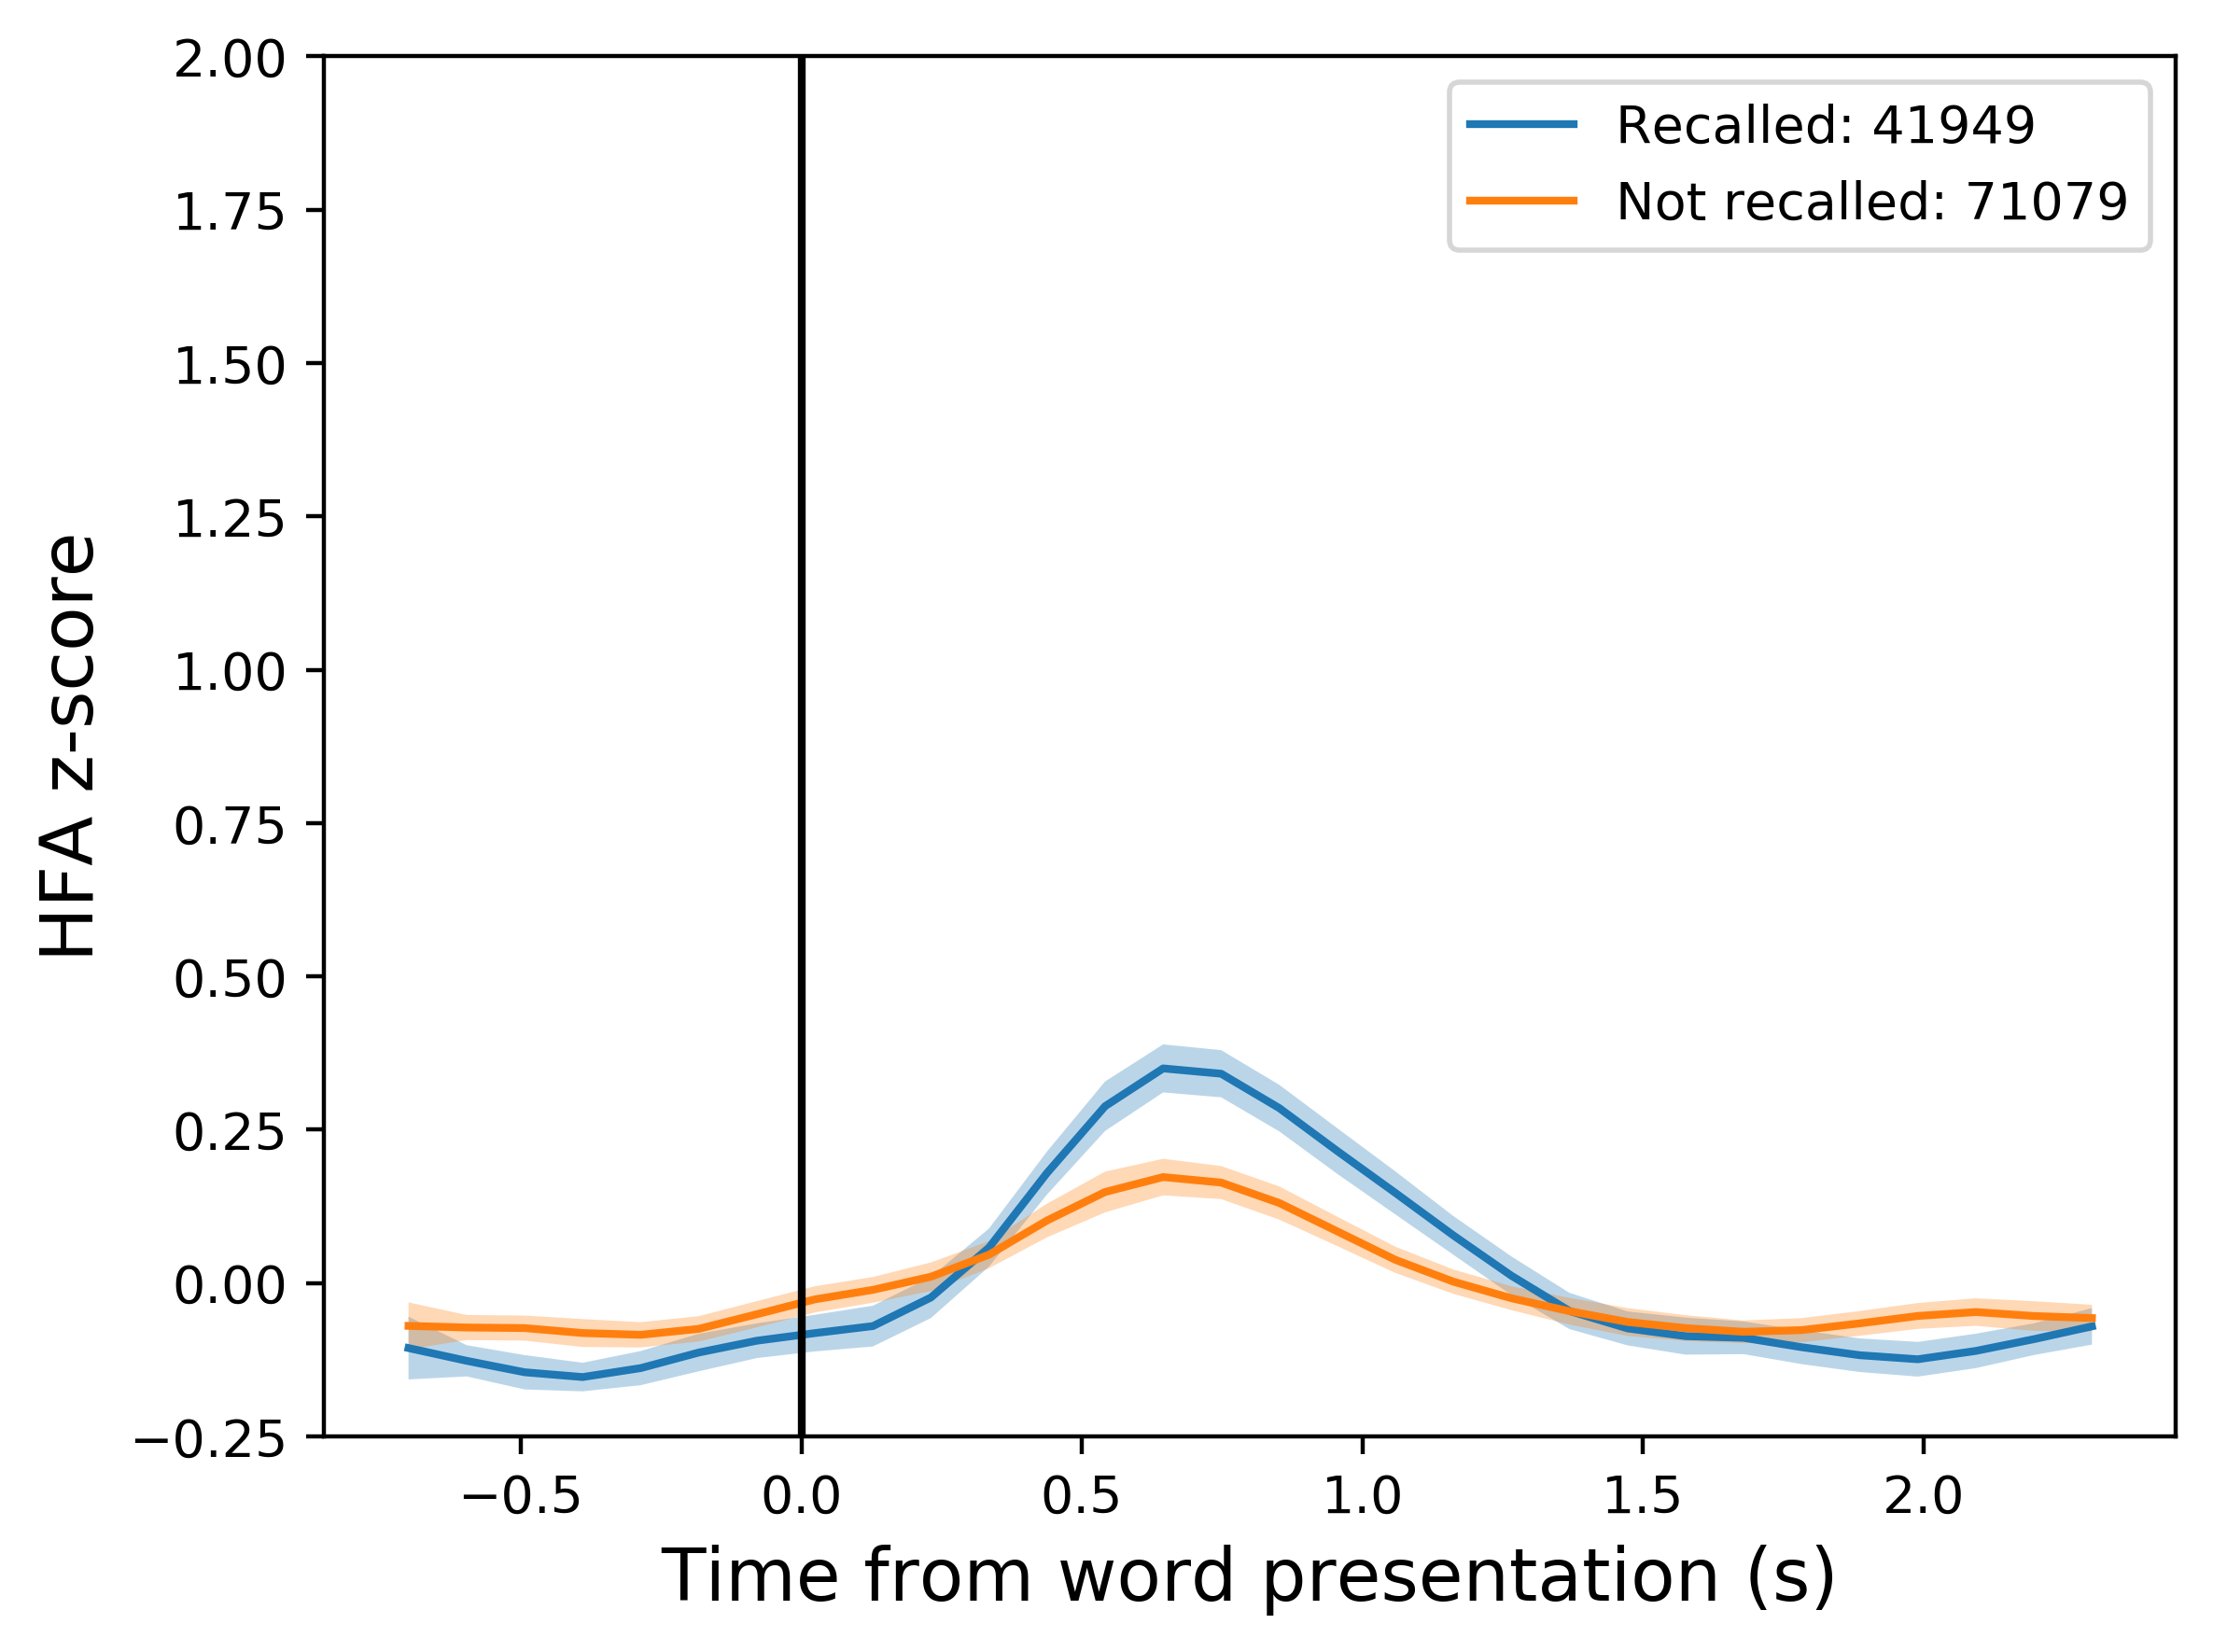 2.00
1.75
1.50
1.25
1.00
0.75
0.50
0.25
0.00
−0.25
HFA z-score
Recalled: 41949
Not recalled: 71079
−0.5 0.0 0.5 1.0 1.5 2.0
Time from word presentation (s)